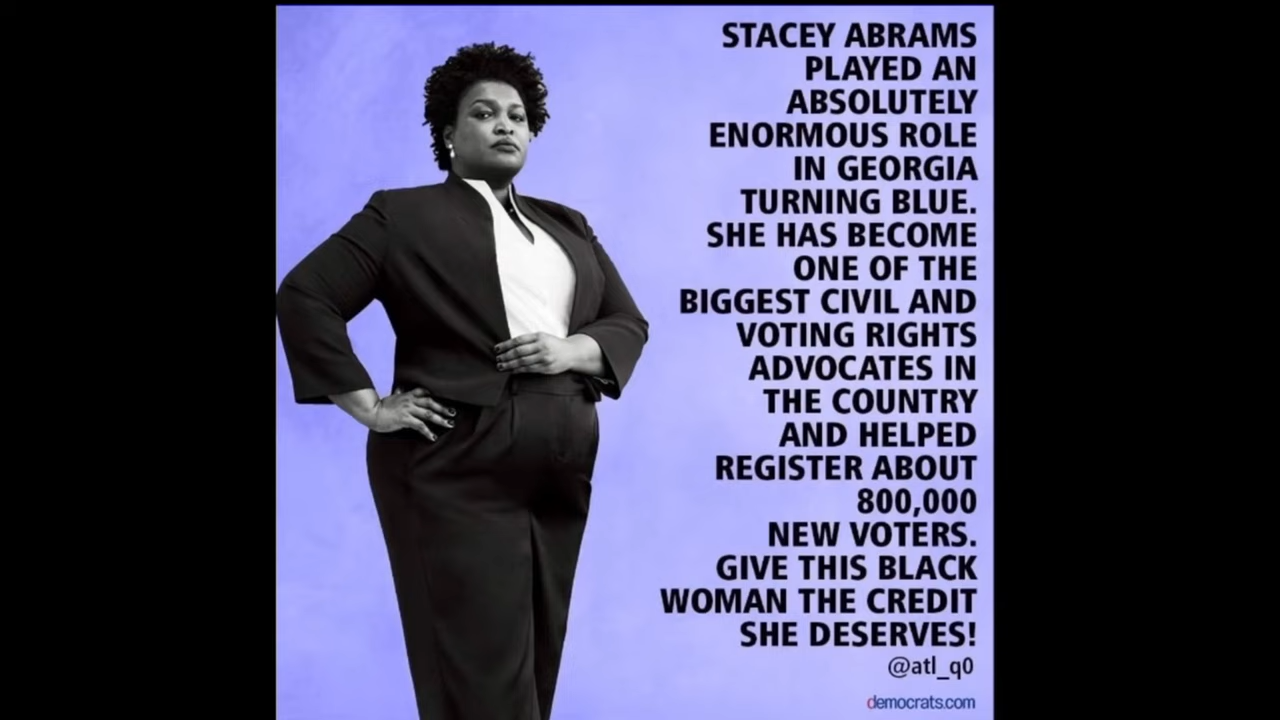 STACEY ABRAMS
PLAYED AN
ABSOLUTELY
ENORMOUS ROLE
IN GEORGIA
TURNING BLUE.
SHE HAS BECOME
ONE OF THE
BIGGEST CIVIL AND
VOTING RIGHTS
ADVOCATES IN
THE COUNTRY
AND HELPED
REGISTER ABOUT
800,000
NEW VOTERS.
GIVE THIS BLACK
WOMAN THE CREDIT
SHE DESERVES!
@atl_q0
democrats.com